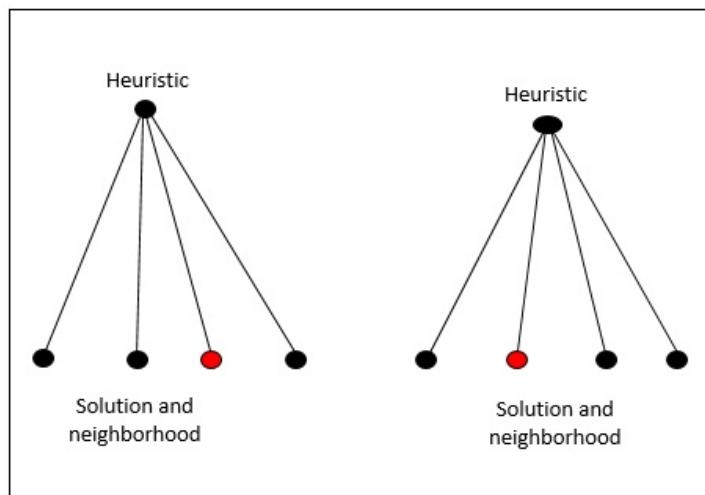 Heuristic
Heuristic
Solution and
neighborhood
Solution and
neighborhood